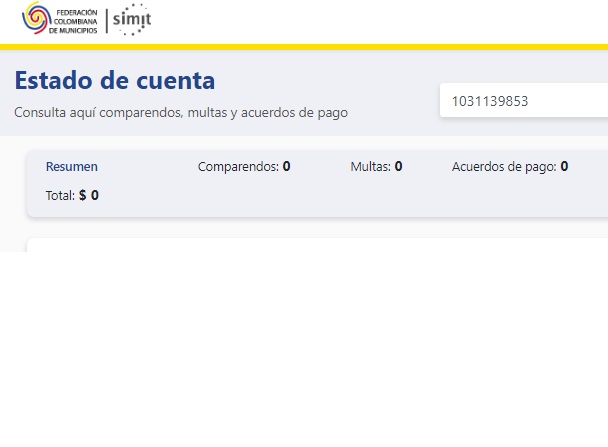 FEDERACIÓN
COLOMBIANA
DE MUNICIPIOS
simit
Estado de cuenta
Consulta aquí comparendos, multas y acuerdos de pago
1031139853
Resumen Comparendos: 0 Multas: 0 Acuerdos de pago: 0
Total: $ 0